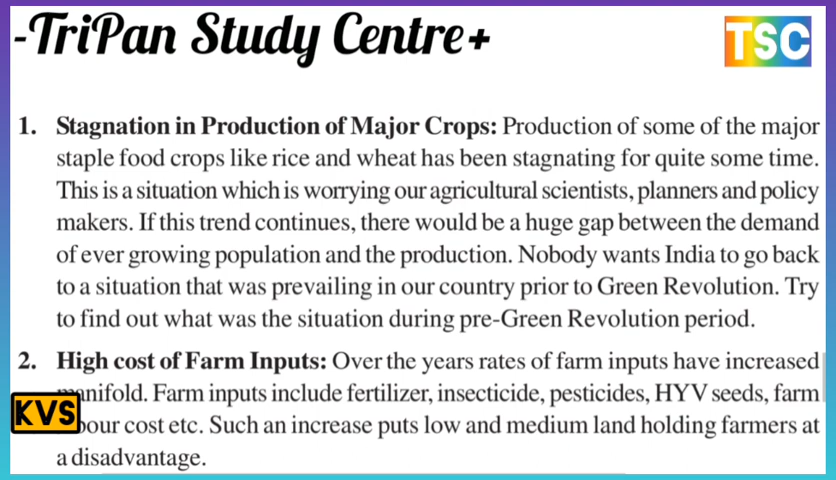 -TriPan Study Centre+
TSC
1. Stagnation in Production of Major Crops: Production of some of the major
staple food crops like rice and wheat has been stagnating for quite some time.
This is a situation which is worrying our agricultural scientists, planners and policy
makers. If this trend continues, there would be a huge gap between the demand
of ever growing population and the production. Nobody wants India to go back
to a situation that was prevailing in our country prior to Green Revolution. Try
to find out what was the situation during pre-Green Revolution period.
2. High cost of Farm Inputs: Over the years rates of farm inputs have increased
manifold. Farm inputs include fertilizer, insecticide, pesticides, HYV seeds, farm
KVS
bour cost etc. Such an increase puts low and medium land holding farmers at
a disadvantage.